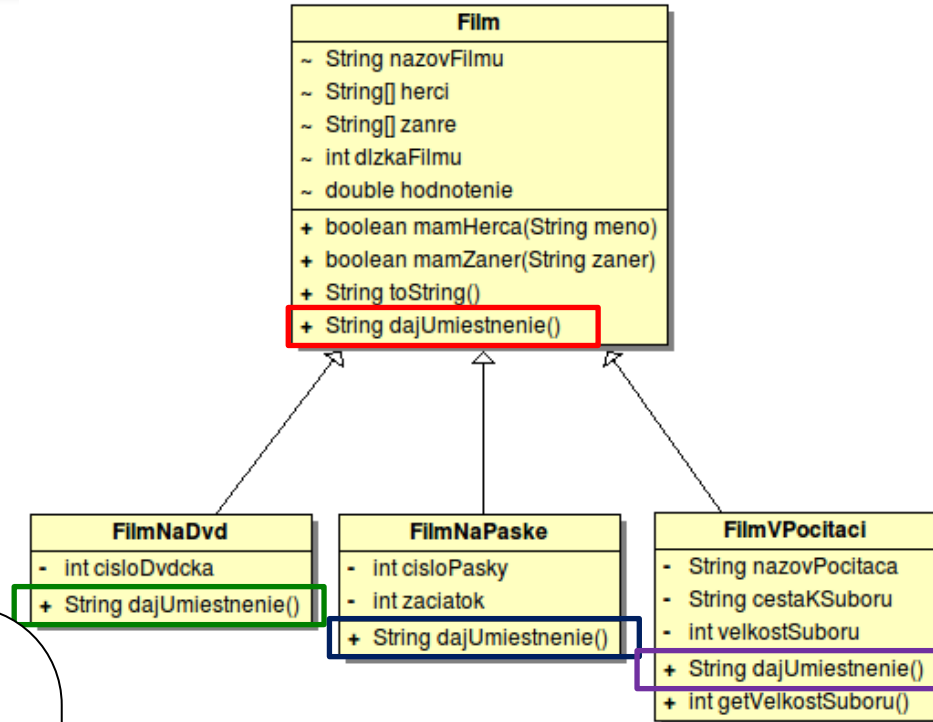 Film
~ String nazovFilmu
~ String[] herci
~ String[] zanre
~ int dlzkaFilmu
~ double hodnotenie
+ boolean mamHerca(String meno)
+ boolean mamZaner(String zaner)
+ String toString()
+ String dajUmiestnenie()
FilmNaDvd
- int cisloDvdcka
+ String dajUmiestnenie()
FilmNaPaske
- int cisloPasky
- int zaciatok
+ String dajUmiestnenie()
FilmVPocitaci
- String nazovPocitaca
- String cestaKSuboru
- int velkostSuboru
+ String dajUmiestnenie()
+ int getVelkostSuboru()